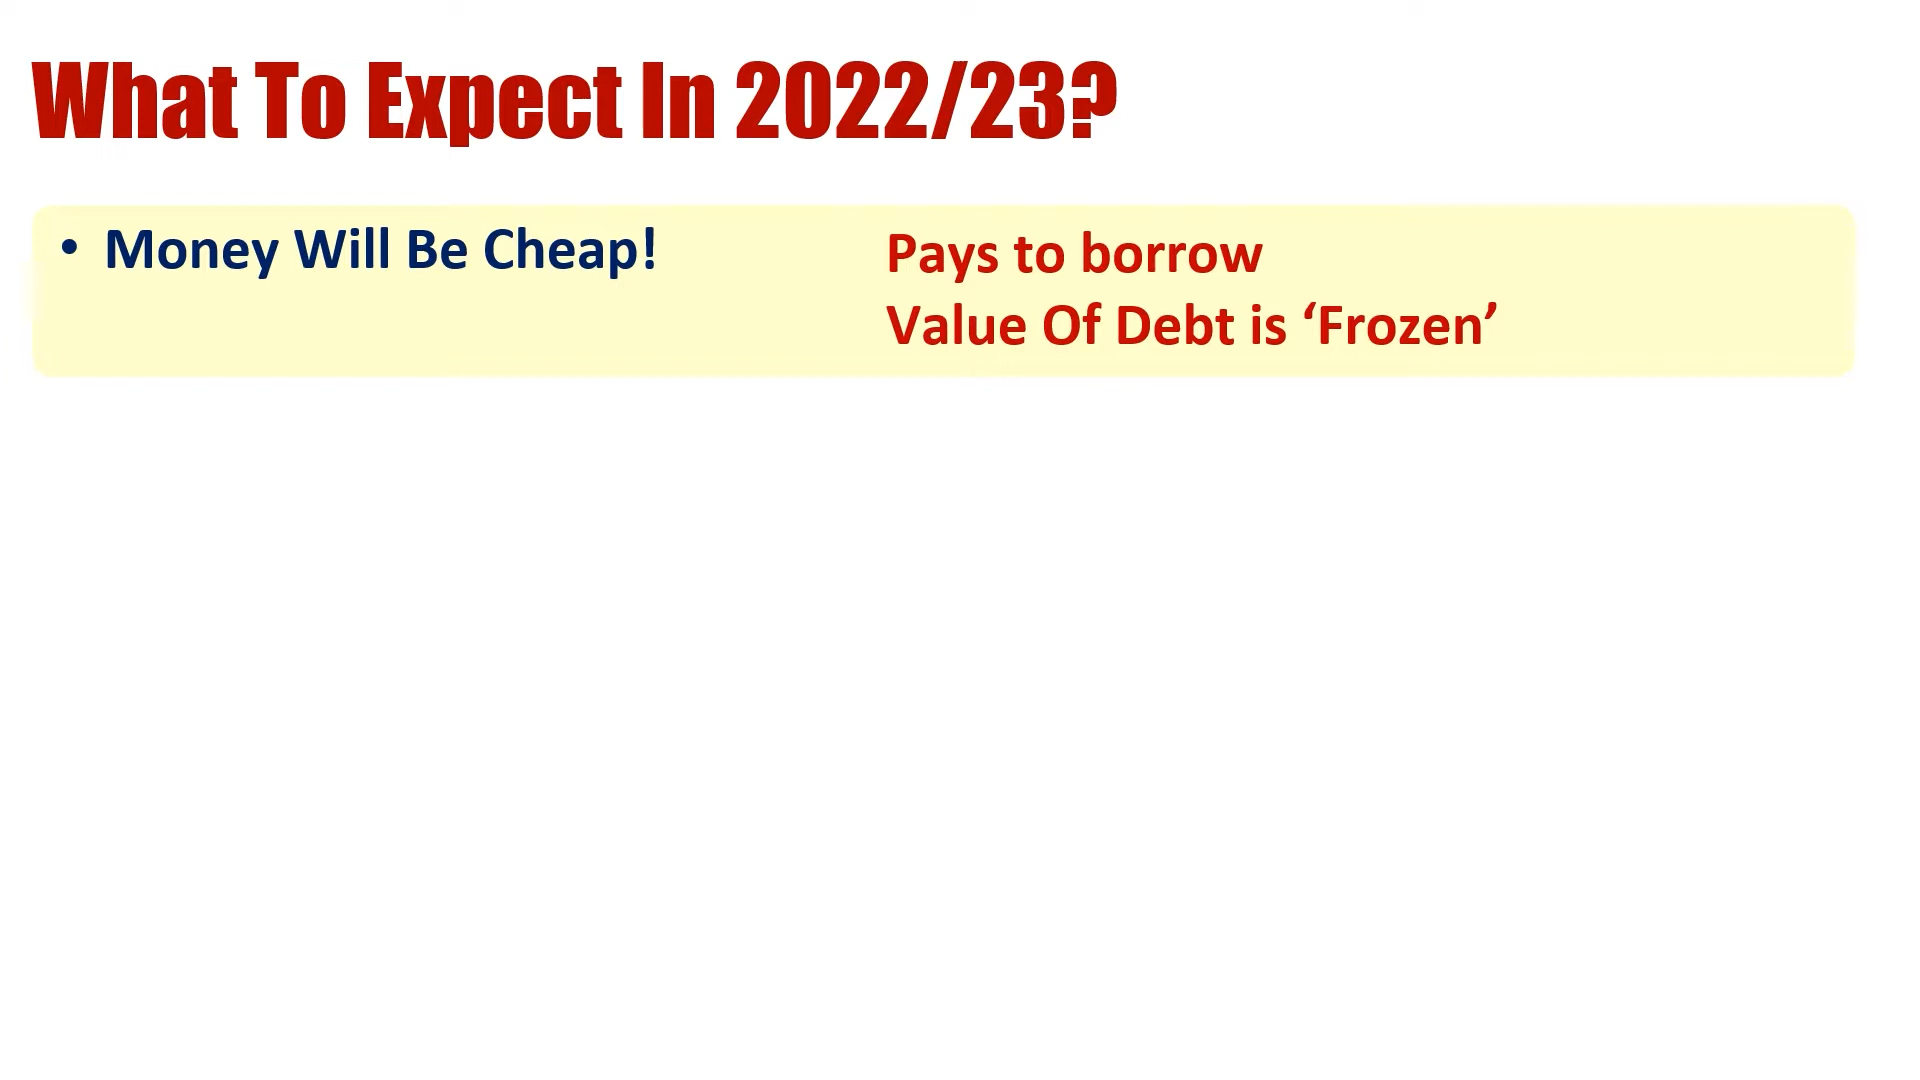 What To Expect In 2022/23?
• Money Will Be Cheap!
Pays to borrow
Value Of Debt is ‘Frozen’